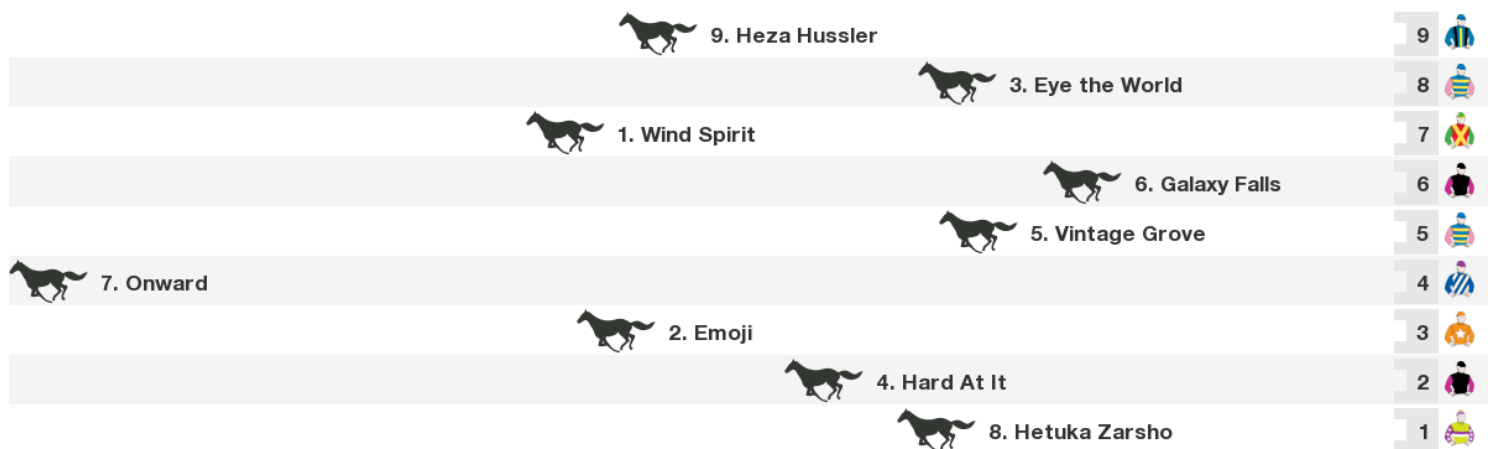 9. Heza Hussler 9
3. Eye the World 8
1. Wind Spirit 7
6. Galaxy Falls 6
5. Vintage Grove 5
7. Onward 4
2. Emoji 3
4. Hard At It 2
8. Hetuka Zarsho 1